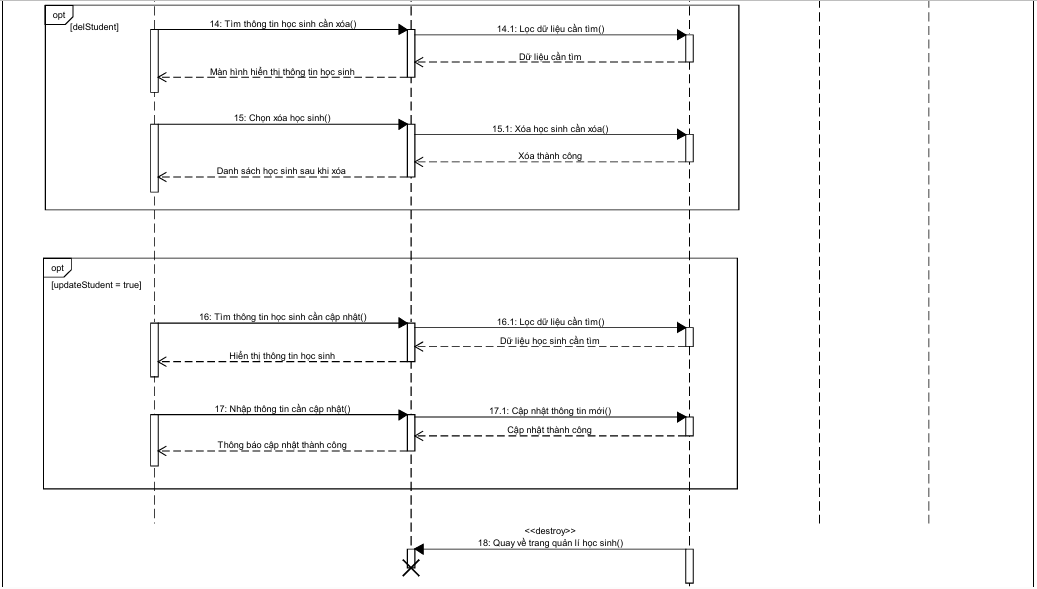 opt
[delStudent]
14: Tìm thông tin học sinh cần xóa()
14.1: Lọc dữ liệu cần tìm()
Dữ liệu cần tìm
Màn hình hiển thị thông tin học sinh
15: Chọn xóa học sinh()
15.1: Xóa học sinh cần xóa()
Xóa thành công
Danh sách học sinh sau khi xóa
opt
[updateStudent = true]
16: Tìm thông tin học sinh cần cập nhật()
16.1: Lọc dữ liệu cần tìm()
Dữ liệu học sinh cần tìm
Hiển thị thông tin học sinh
17: Nhập thông tin cần cập nhật()
17.1: Cập nhật thông tin mới()
Cập nhật thành công
Thông báo cập nhật thành công
<<destroy>>
18: Quay về trang quản lí học sinh()